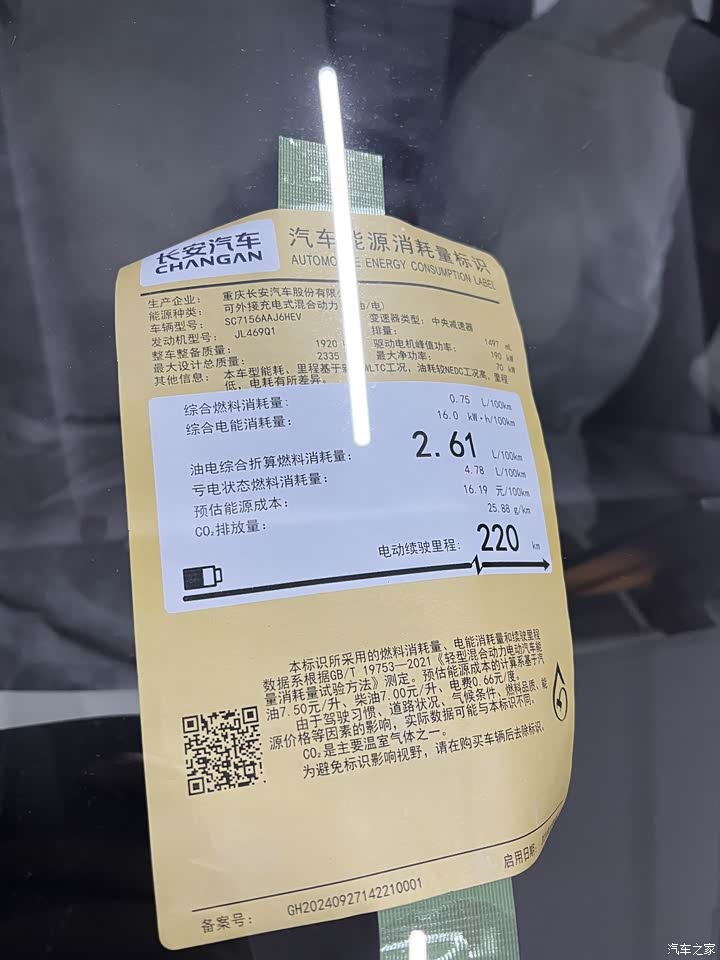 长安汽车
CHANGAN
汽车能源消耗量标识
AUTOMO E ENERGY CONSUMPTION LABEL
生产企业： 重庆长安汽车股份有限
能源种类： 可外接充电式混合动力 油/电)
车辆型号： SC7156AAJ6HEV 变速器类型：中央减速器
发动机型号： JL469Q1 排量： 1497 mL
整车整备质量： 1920 驱动电机峰值功率： 190 kW
最大设计总质量： 2335 最大净功率： 70 kW
其他信息： 本车型能耗、里程基于 WLTC工况，油耗较NEDC工况高，里程
低，电耗有所差异。
综合燃料消耗量： 0.75 L/100km
综合电能消耗量： 16.0 kW·h/100km
油电综合折算燃料消耗量： 2.61 L/100km
亏电状态燃料消耗量： 4.78 L/100km
预估能源成本： 16.19 元/100km
CO₂排放量： 25.88 g/km
电动续驶里程： 220 km
本标识所采用的燃料消耗量、电能消耗量和续驶里程
数据系根据GB/T 19753—2021《轻型混合动力电动汽车能
量消耗量试验方法》测定。预估能源成本的计算系基于汽
油7.50元/升、柴油7.00元/升、电费0.66元/度。
由于驾驶习惯、道路状况、气候条件、燃料品质、能
源价格等因素的影响，实际数据可能与本标识不同。
CO₂是主要温室气体之一。
为避免标识影响视野，请在购买车辆后去除标识。
备案号： GH20240927142210001
启用日期：
汽车之家